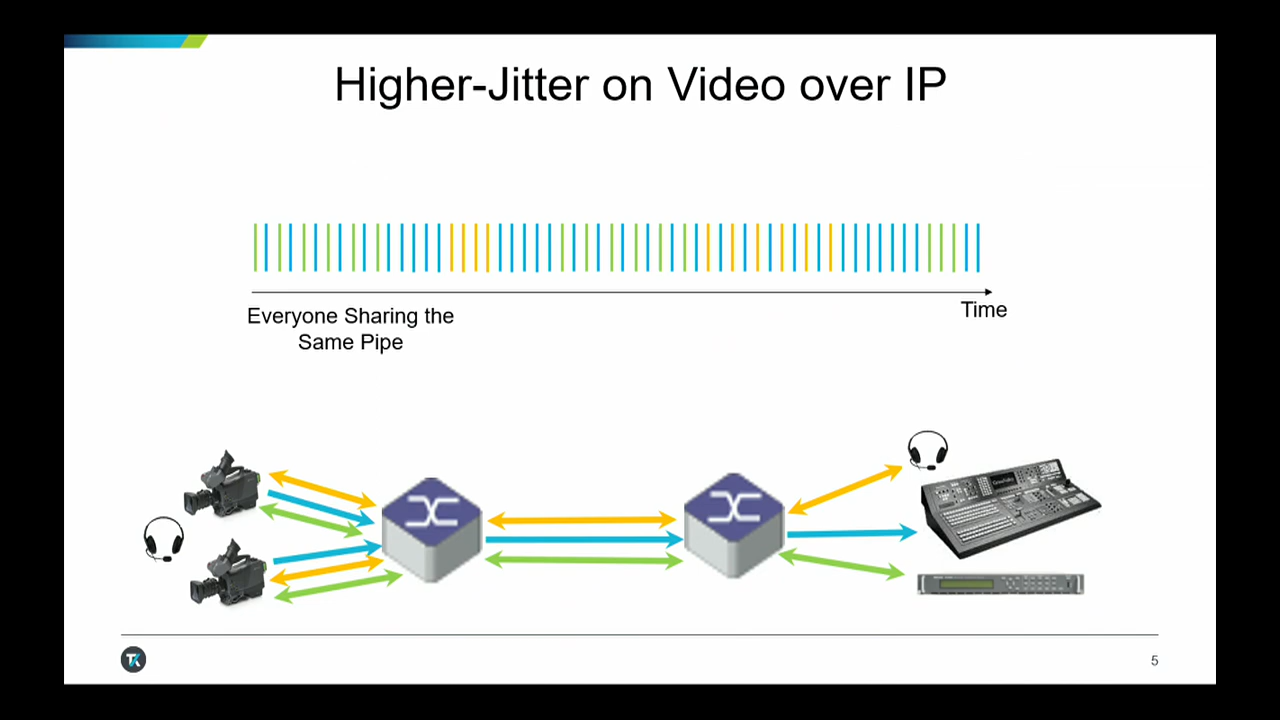 Higher-Jitter on Video over IP
Everyone Sharing the
Same Pipe
Time
5